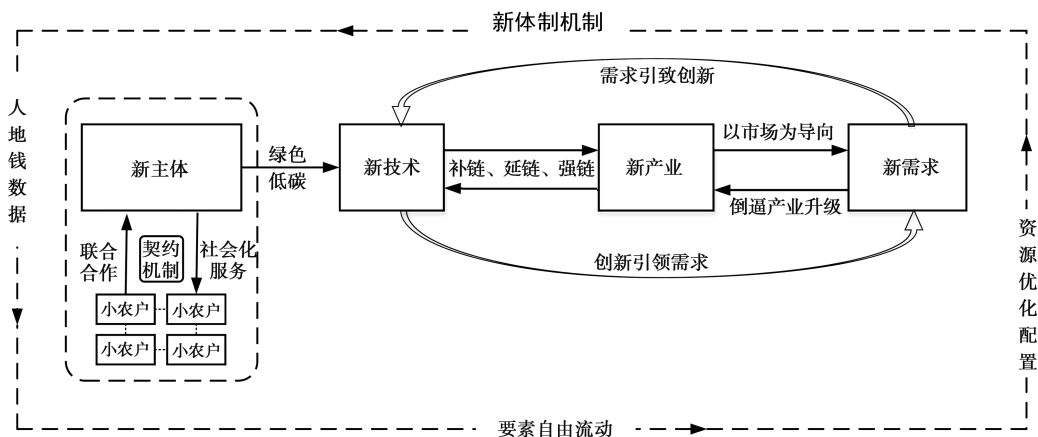 新体制机制
需求引致创新
人地钱数据
新主体
绿色
低碳
新技术
补链、延链、强链
新产业
以市场为导向
倒逼产业升级
新需求
联合
合作
契约
机制
社会化
服务
小农户
小农户
小农户
小农户
创新引领需求
资源优化配置
要素自由流动